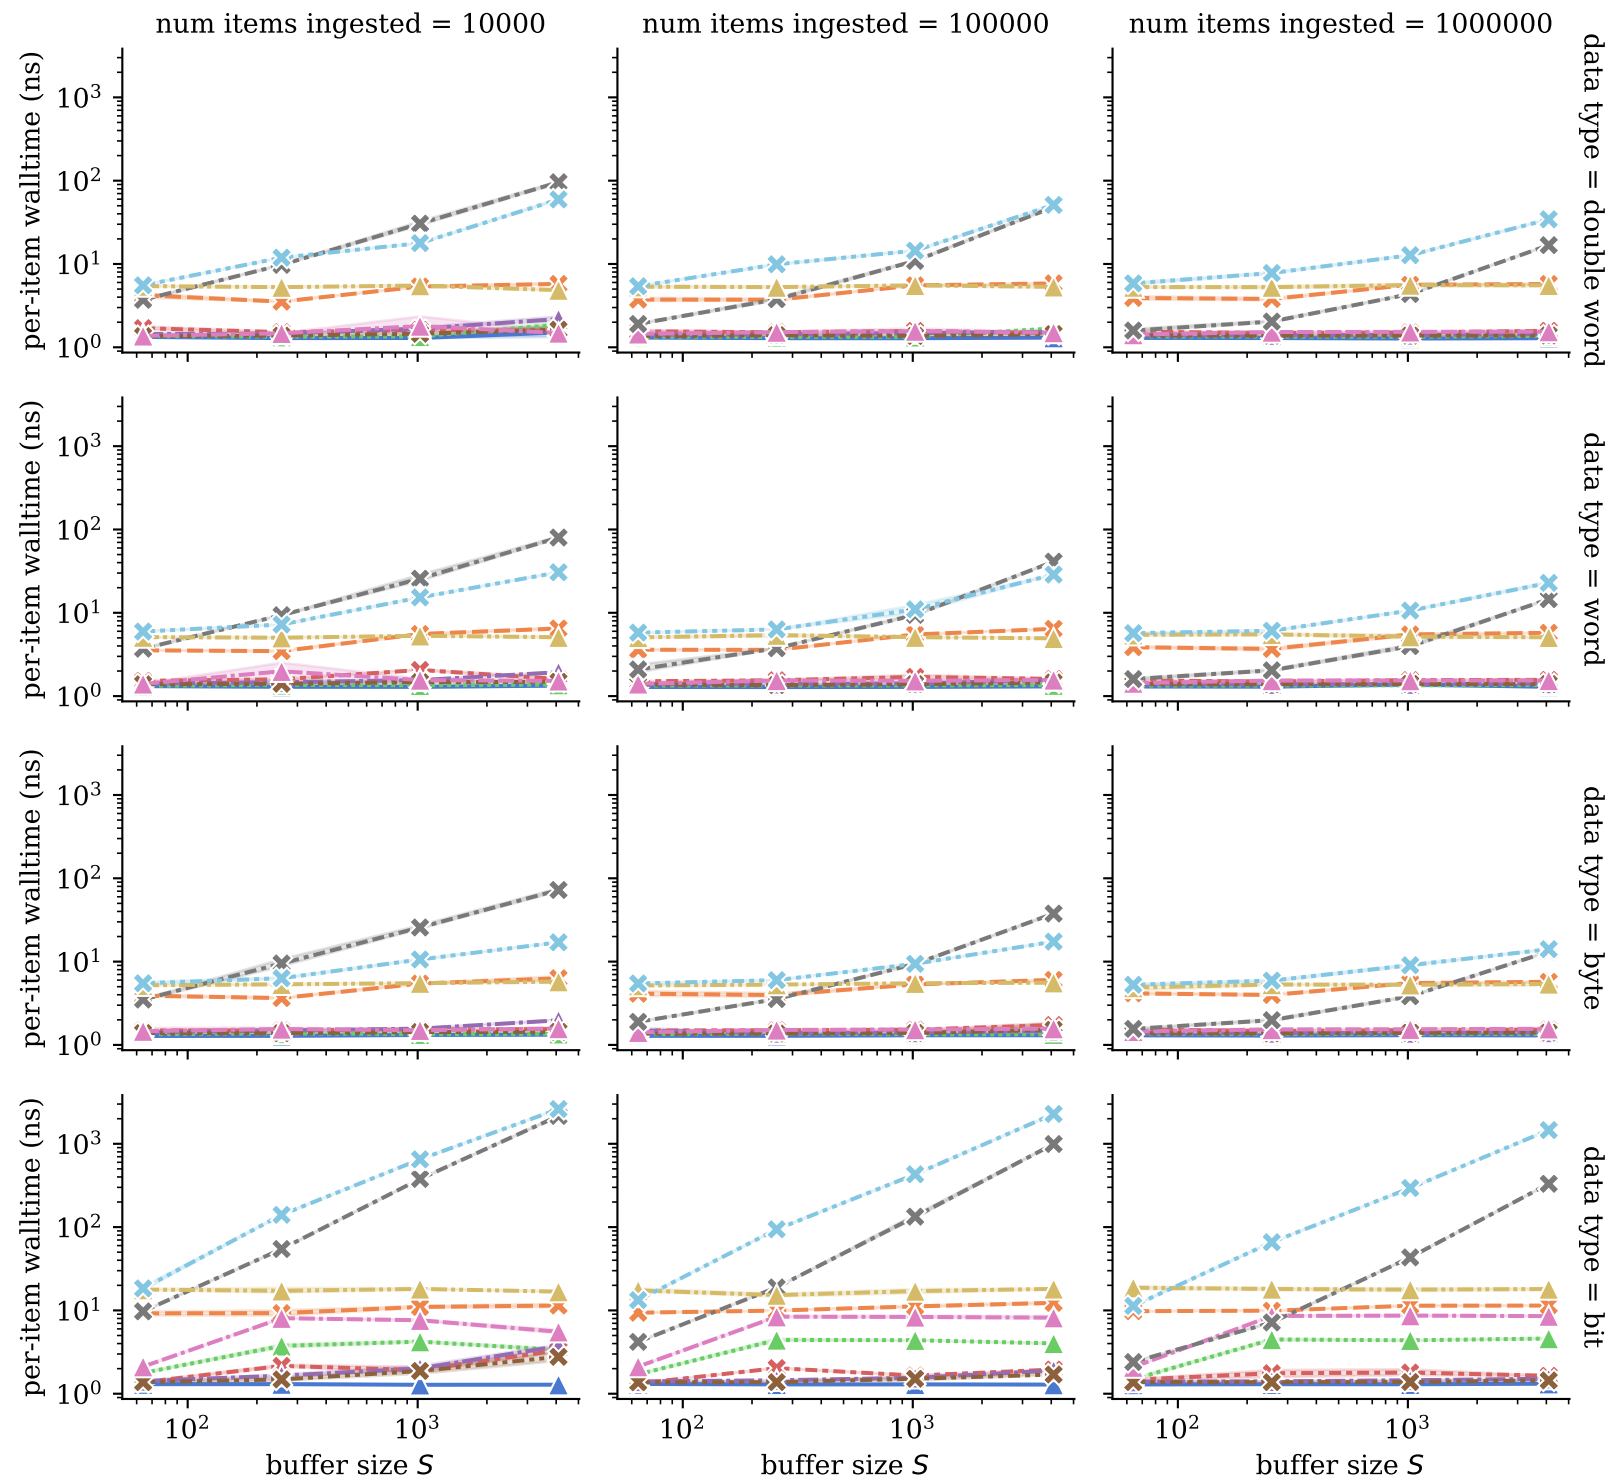 num items ingested = 10000
num items ingested = 100000
num items ingested = 1000000
per-item walltime (ns)
10³
10²
10¹
10⁰
data type = double word
per-item walltime (ns)
10³
10²
10¹
10⁰
data type = word
per-item walltime (ns)
10³
10²
10¹
10⁰
data type = byte
per-item walltime (ns)
10³
10²
10¹
10⁰
data type = bit
10² 10³
10² 10³
10² 10³
buffer size S
buffer size S
buffer size S